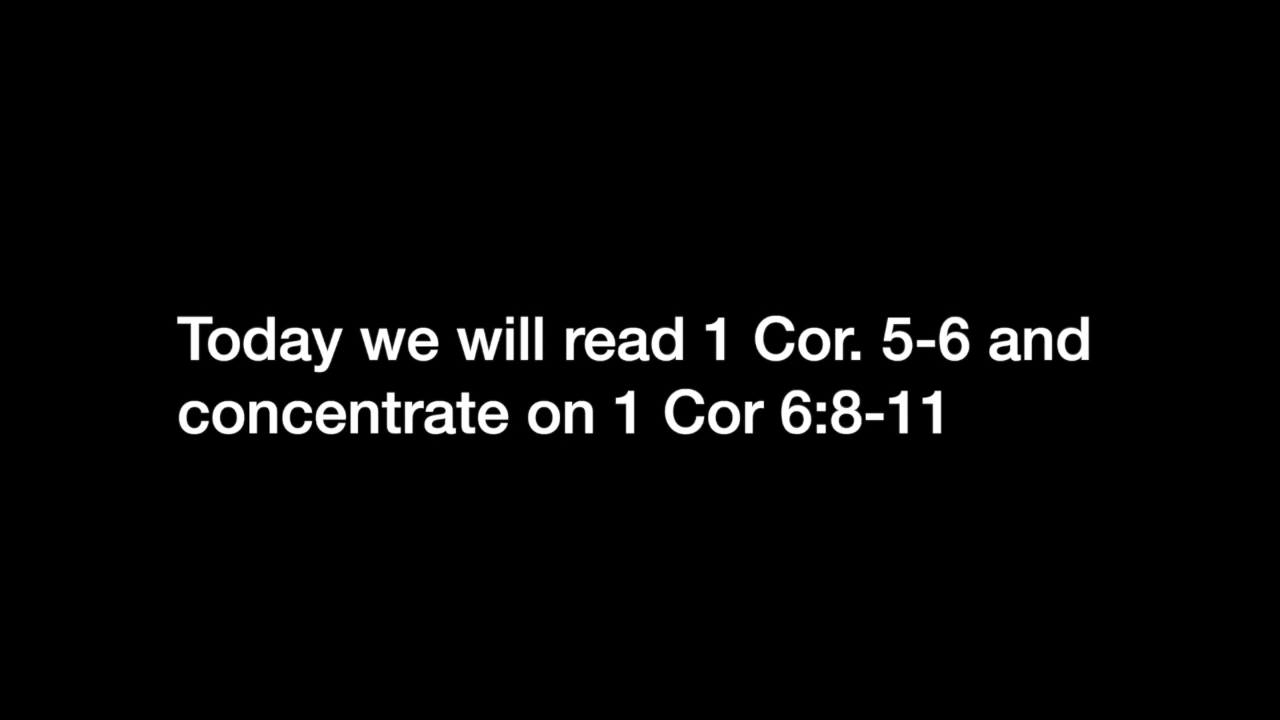 Today we will read 1 Cor. 5-6 and
concentrate on 1 Cor 6:8-11